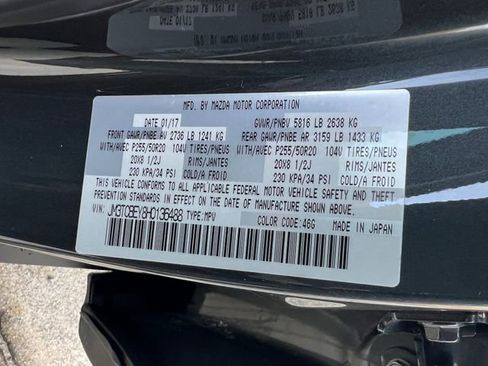 MFD. BY MAZDA MOTOR CORPORATION
DATE 01/17 GVWR/PNBV 5816 LB 2638 KG
FRONT GAWR/PNBE AV 2736 LB 1241 KG REAR GAWR/PNBE AR 3159 LB 1433 KG
WITH/AVEC P255/50R20 104V TIRES/PNEUS WITH/AVEC P255/50R20 104V TIRES/PNEUS
20X8 1/2J RIMS/JANTES 20X8 1/2J RIMS/JANTES
230 KPA/34 PSI COLD/A FROID 230 KPA/34 PSI COLD/A FROID
THIS VEHICLE CONFORMS TO ALL APPLICABLE FEDERAL MOTOR VEHICLE SAFETY AND THEFT
PREVENTION STANDARDS IN EFFECT ON THE DATE OF MANUFACTURE SHOWN ABOVE.
VIN: JM3TCBEY8H0136488 TYPE:MPV COLOR CODE:46G MADE IN JAPAN